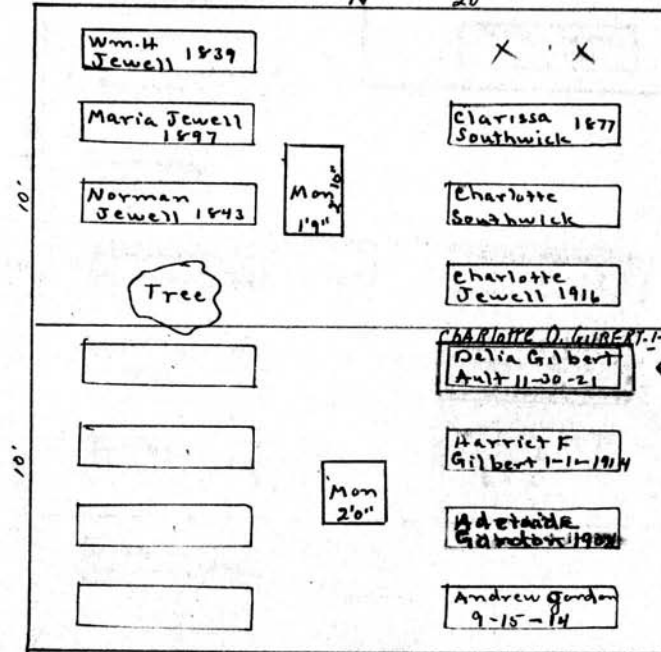 20
Wm. H
Jewell 1839
X X
Maria Jewell
1897
Clarissa 1877
Southwick
10'
Mon 2'10"
1'9"
Norman
Jewell 1843
Charlotte
Southwick
Tree
Charlotte
Jewell 1916
CHARLOTTE O. GILBERT
Delia Gilbert
Ault 11-30-21
10'
Harriet F
Gilbert 1-1-1914
Mon
2'0"
Andrew Gordon
9-15-14